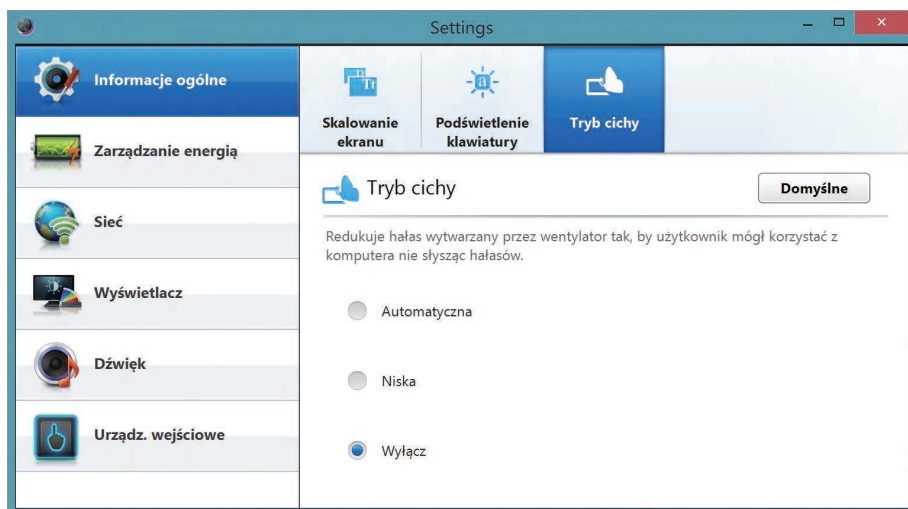 Settings
Informacje ogólne
Zarządzanie energią
Sieć
Wyświetlacz
Dźwięk
Urządz. wejściowe
Skalowanie
ekranu
Podświetlenie
klawiatury
Tryb cichy
Tryb cichy
Domyślne
Redukuje hałas wytwarzany przez wentylator tak, by użytkownik mógł korzystać z
komputera nie słysząc hałasów.
Automatyczna
Niska
Wyłącz